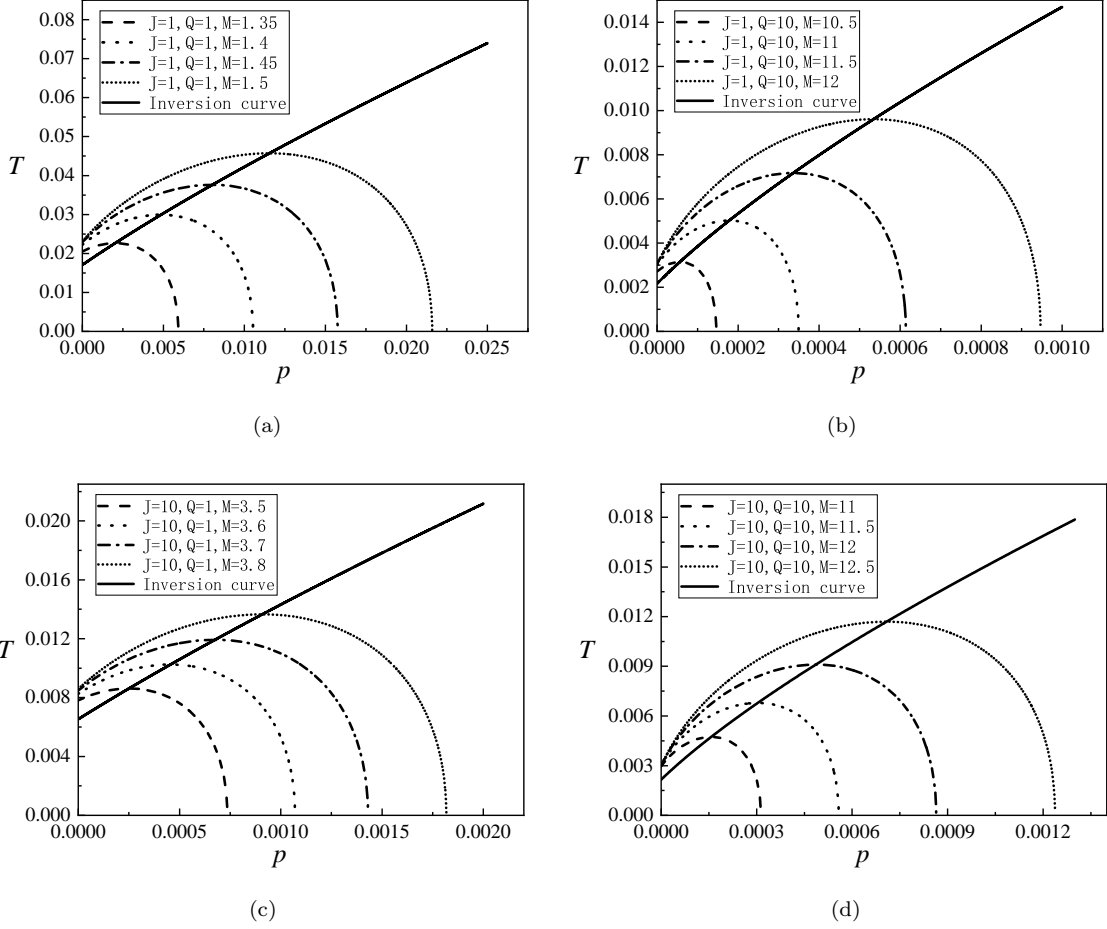 J=1,Q=1,M=1.35
J=1,Q=1,M=1.4
J=1,Q=1,M=1.45
J=1,Q=1,M=1.5
Inversion curve
0.08
0.07
0.06
0.05
0.04
0.03
0.02
0.01
0.00
T
0.000 0.005 0.010 0.015 0.020 0.025
p
(a)
J=1,Q=10,M=10.5
J=1,Q=10,M=11
J=1,Q=10,M=11.5
J=1,Q=10,M=12
Inversion curve
0.014
0.012
0.010
0.008
0.006
0.004
0.002
0.000
T
0.0000 0.0002 0.0004 0.0006 0.0008 0.0010
p
(b)
J=10,Q=1,M=3.5
J=10,Q=1,M=3.6
J=10,Q=1,M=3.7
J=10,Q=1,M=3.8
Inversion curve
0.020
0.016
0.012
0.008
0.004
0.000
T
0.0000 0.0005 0.0010 0.0015 0.0020
p
(c)
J=10,Q=10,M=11
J=10,Q=10,M=11.5
J=10,Q=10,M=12
J=10,Q=10,M=12.5
Inversion curve
0.018
0.015
0.012
0.009
0.006
0.003
0.000
T
0.0000 0.0003 0.0006 0.0009 0.0012
p
(d)